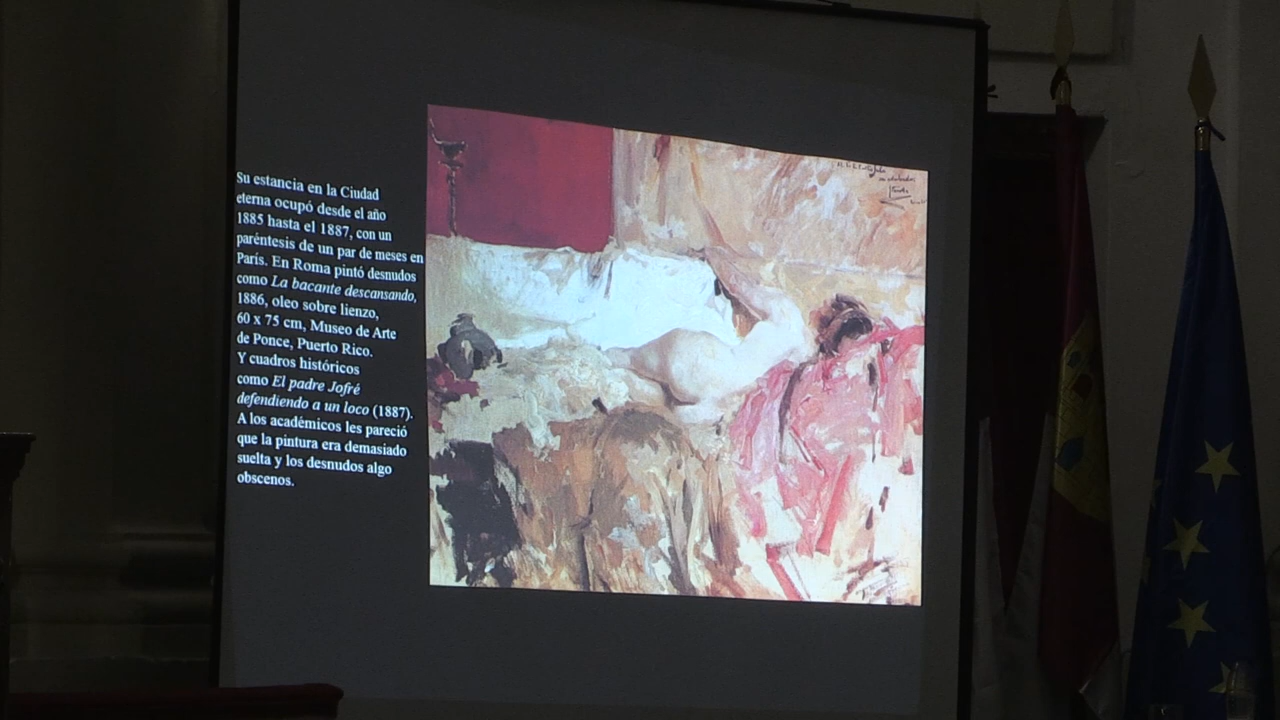 Su estancia en la Ciudad
eterna ocupó desde el año
1885 hasta el 1887, con un
paréntesis de un par de meses en
París. En Roma pintó desnudos
como La bacante descansando,
1886, oleo sobre lienzo,
60 x 75 cm, Museo de Arte
de Ponce, Puerto Rico.
Y cuadros históricos
como El padre Jofré
defendiendo a un loco (1887).
A los académicos les pareció
que la pintura era demasiado
suelta y los desnudos algo
obscenos.